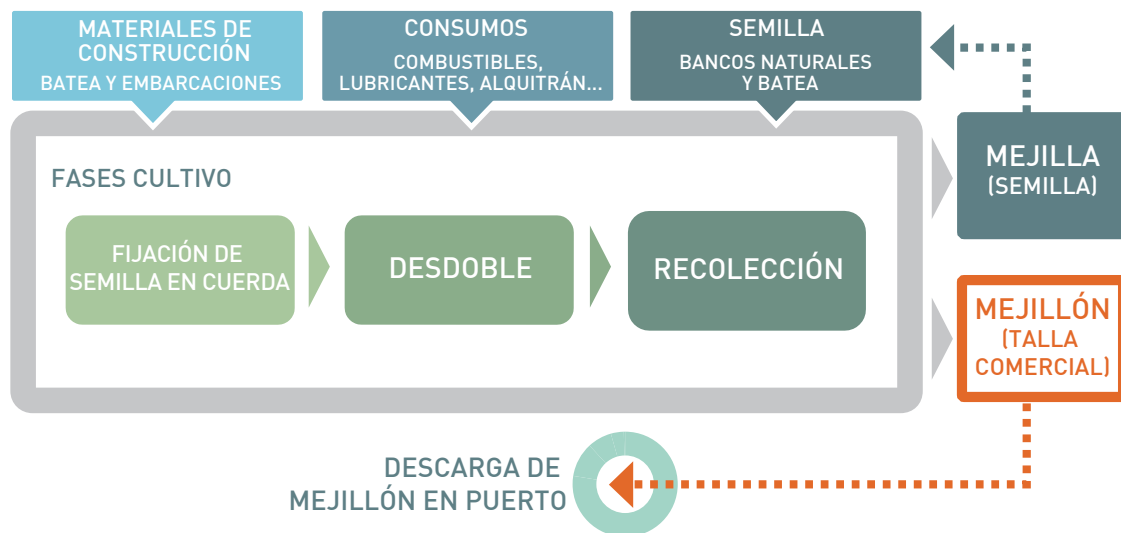 MATERIALES DE
CONSTRUCCIÓN
BATEA Y EMBARCACIONES
CONSUMOS
COMBUSTIBLES,
LUBRICANTES, ALQUITRÁN...
SEMILLA
BANCOS NATURALES
Y BATEA
MEJILLA
(SEMILLA)
FASES CULTIVO
FIJACIÓN DE
SEMILLA EN CUERDA
DESDOBLE
RECOLECCIÓN
MEJILLÓN
(TALLA
COMERCIAL)
DESCARGA DE
MEJILLÓN EN PUERTO